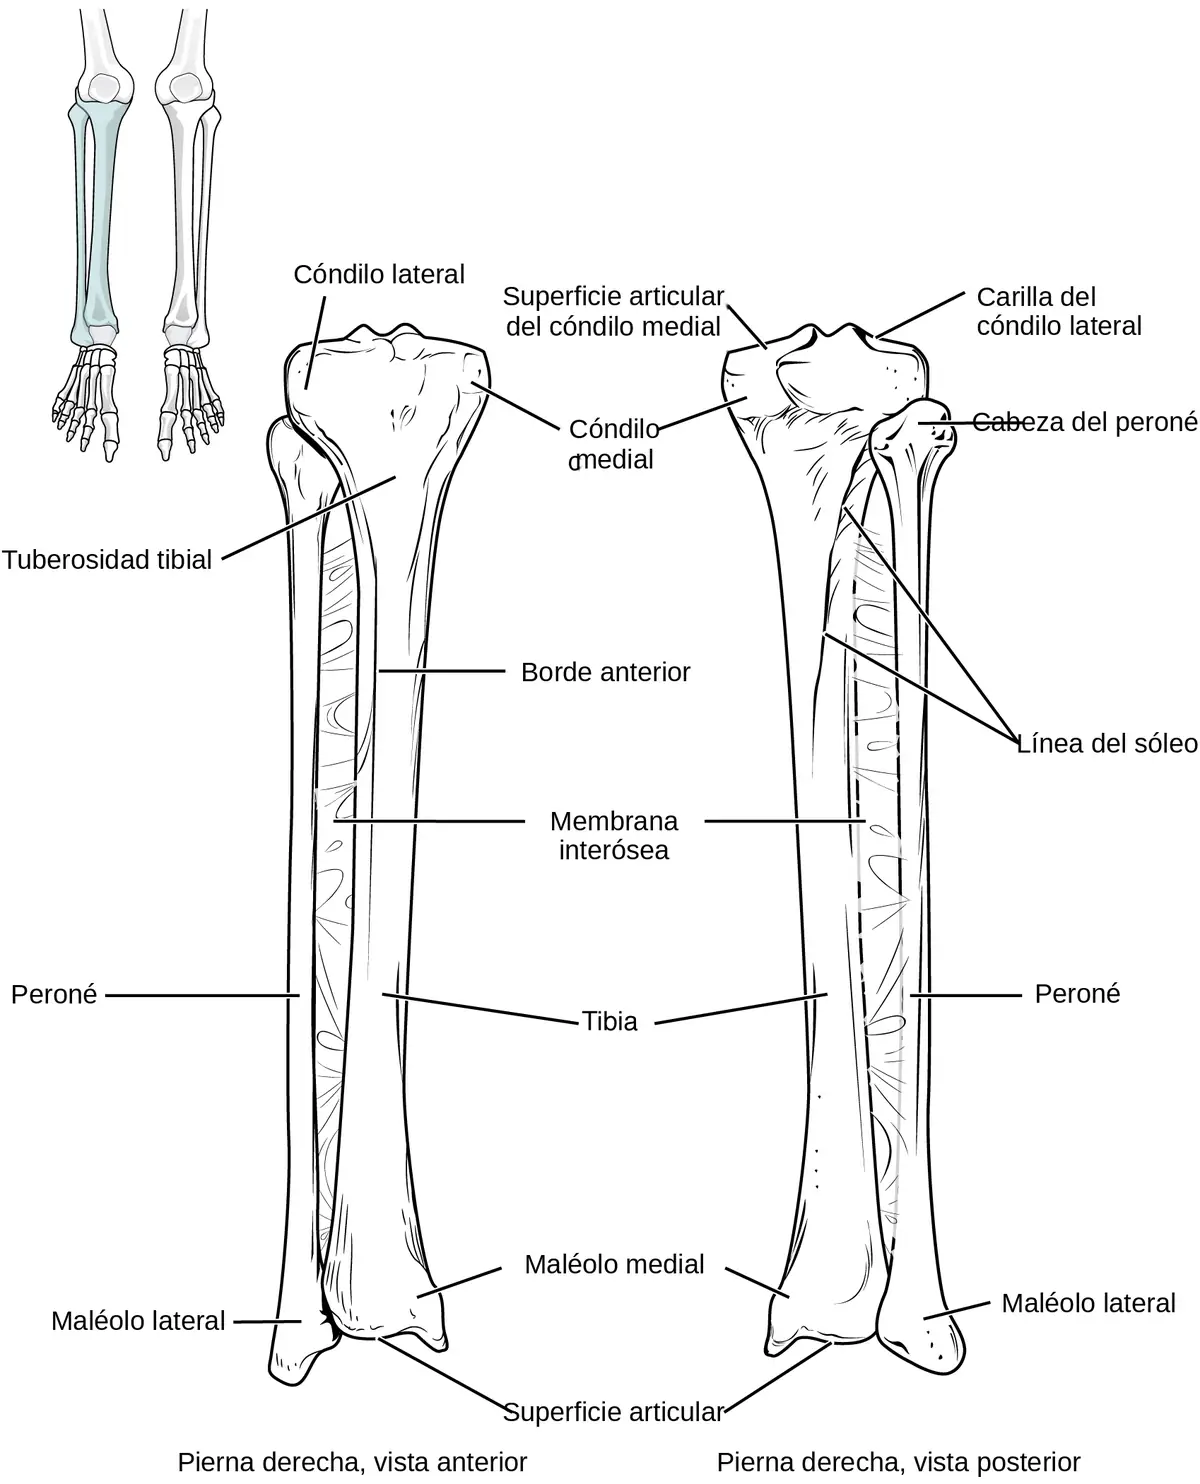 Cóndilo lateral
Superficie articular
del cóndilo medial
Carilla del
cóndilo lateral
Cóndilo
medial
Cabeza del peroné
Tuberosidad tibial
Borde anterior
Línea del sóleo
Membrana
interósea
Peroné
Tibia
Peroné
Maléolo medial
Maléolo lateral
Maléolo lateral
Superficie articular
Pierna derecha, vista anterior
Pierna derecha, vista posterior